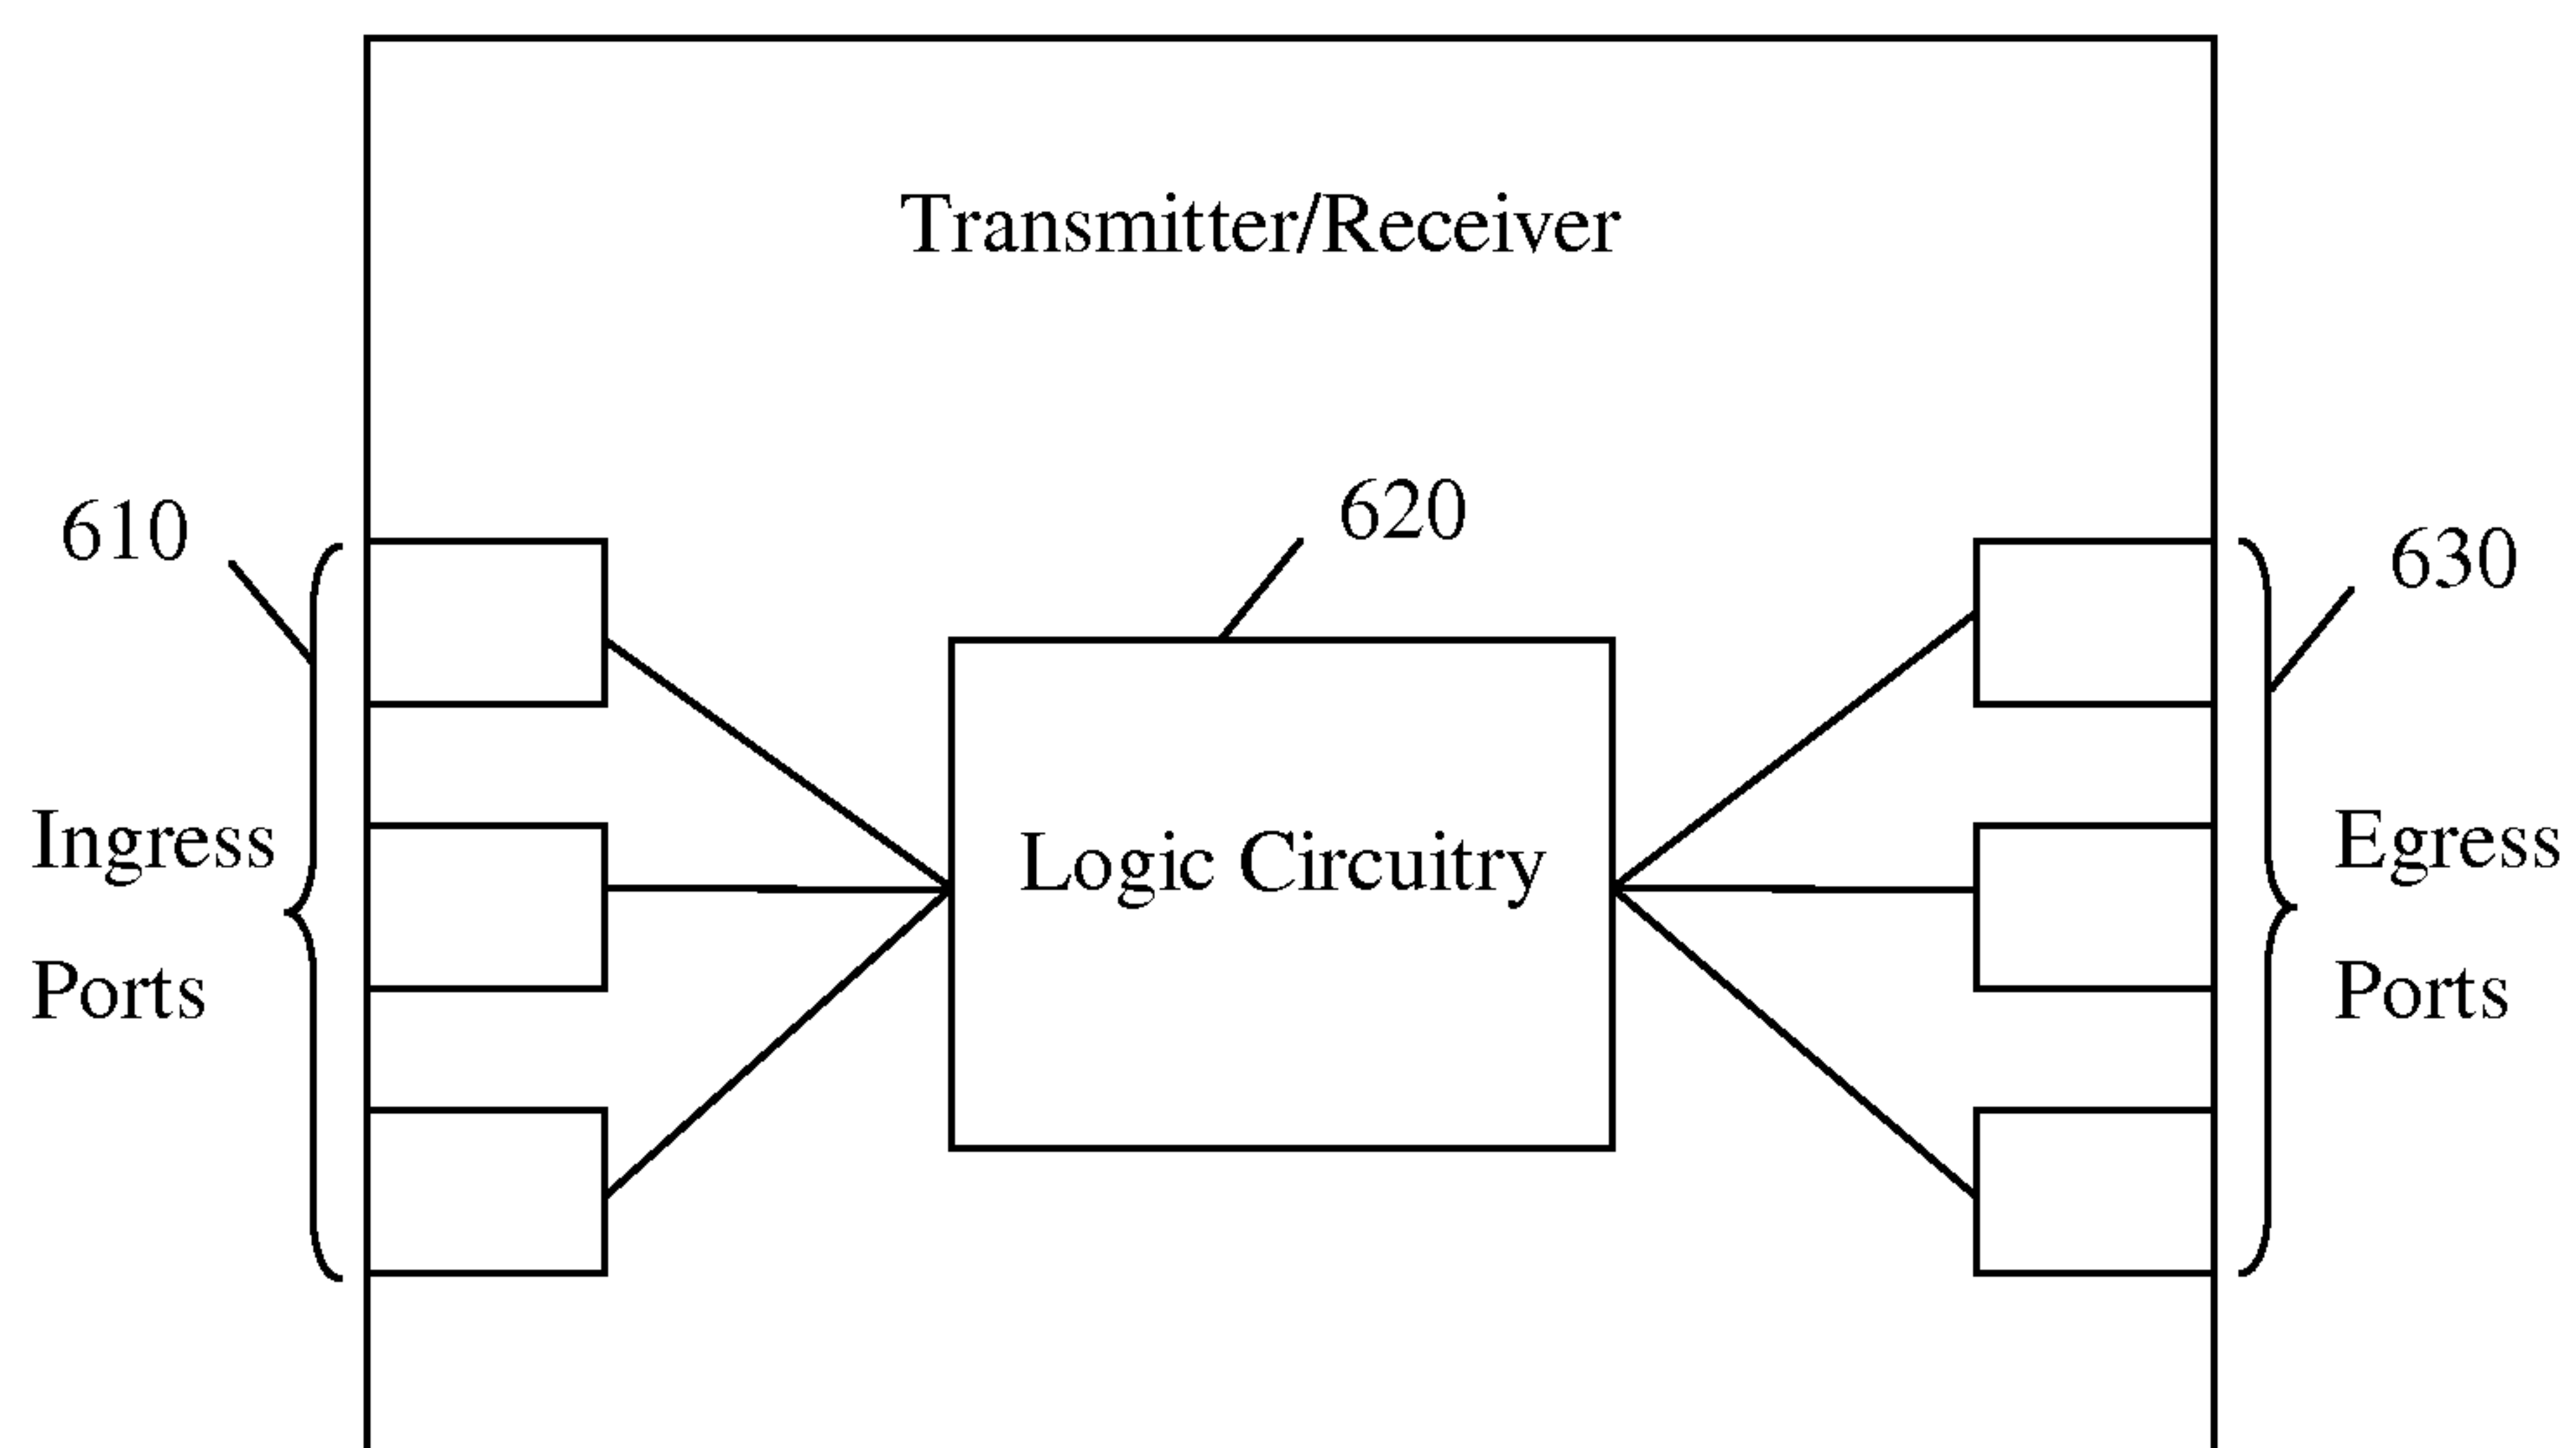 Transmitter/Receiver
610
620
630
Ingress
Ports
Logic Circuitry
Egress
Ports